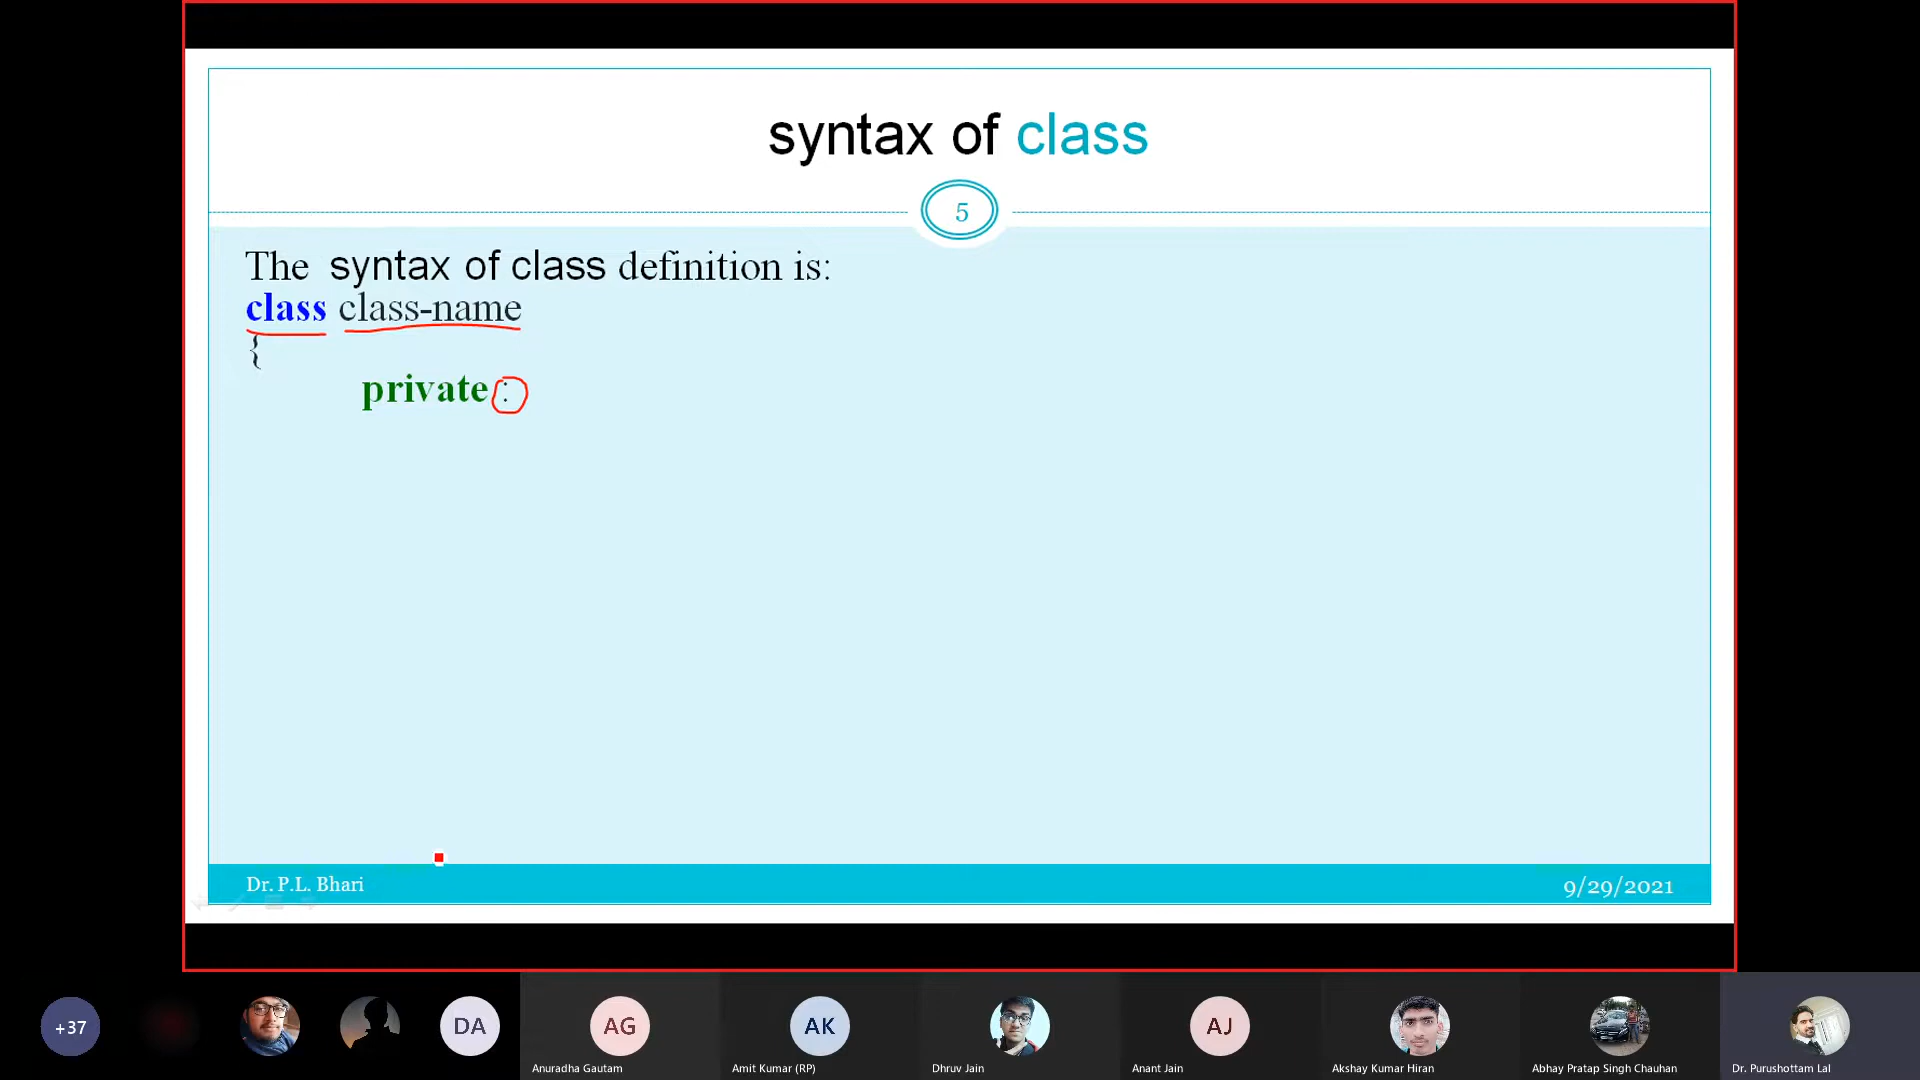 syntax of class
5
The syntax of class definition is:
class class-name
{
private :
Dr. P.L. Bhari
9/29/2021
+37
DA
AG
AK
AJ
Anuradha Gautam
Amit Kumar (RP)
Dhruv Jain
Anant Jain
Akshay Kumar Hiran
Abhay Pratap Singh Chauhan
Dr. Purushottam Lal